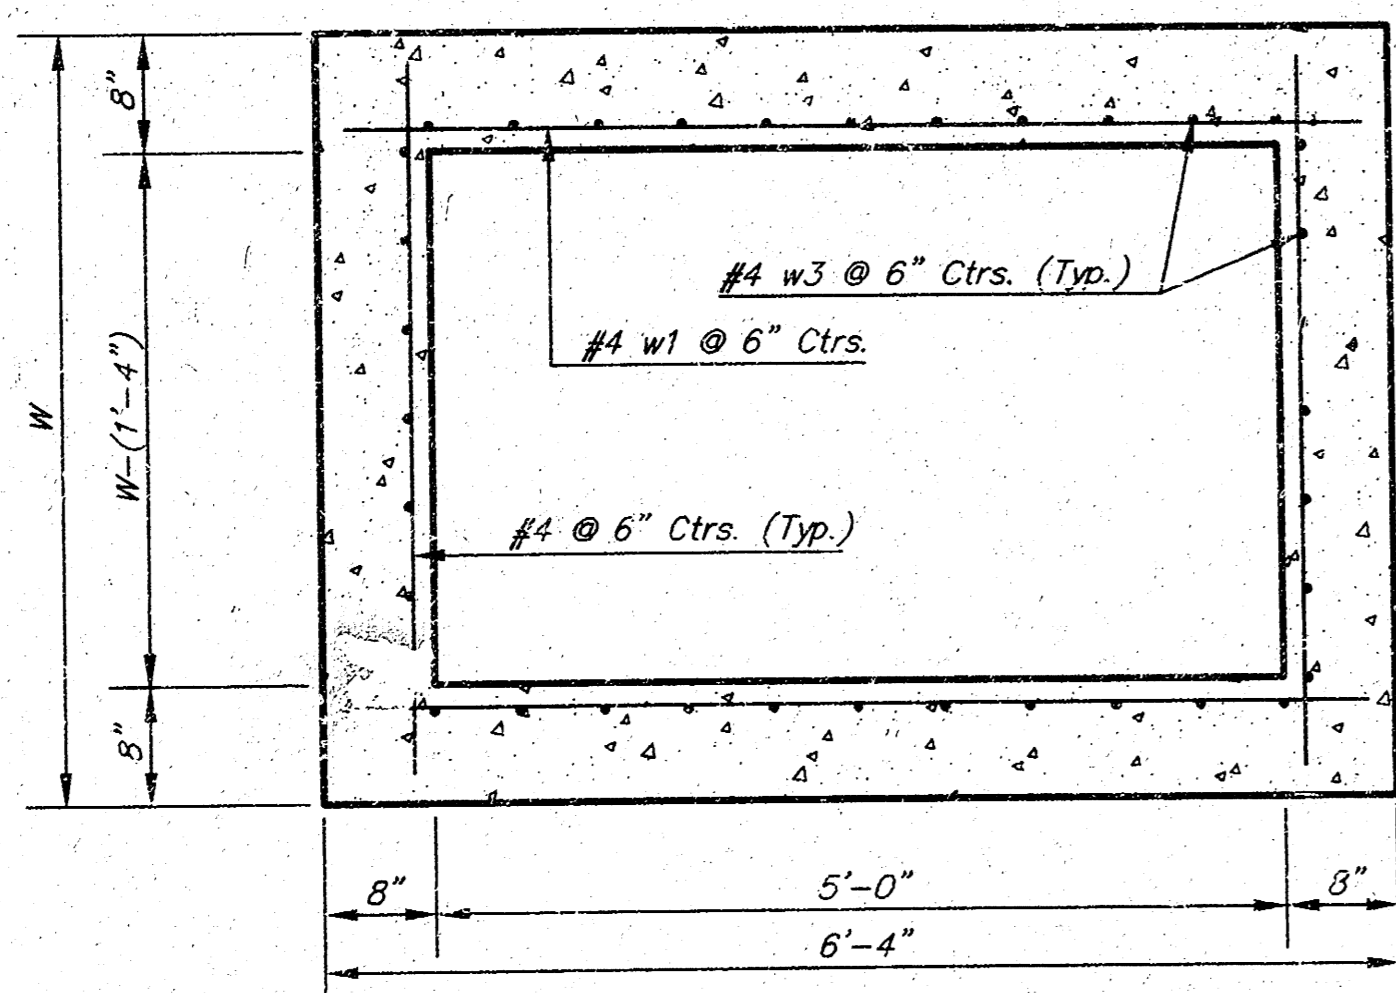 8"
#4 w3 @ 6" Ctrs. (Typ.)
#4 w1 @ 6" Ctrs.
W
W-(1'-4")
#4 @ 6" Ctrs. (Typ.)
8"
8"
5'-0"
8"
6'-4"